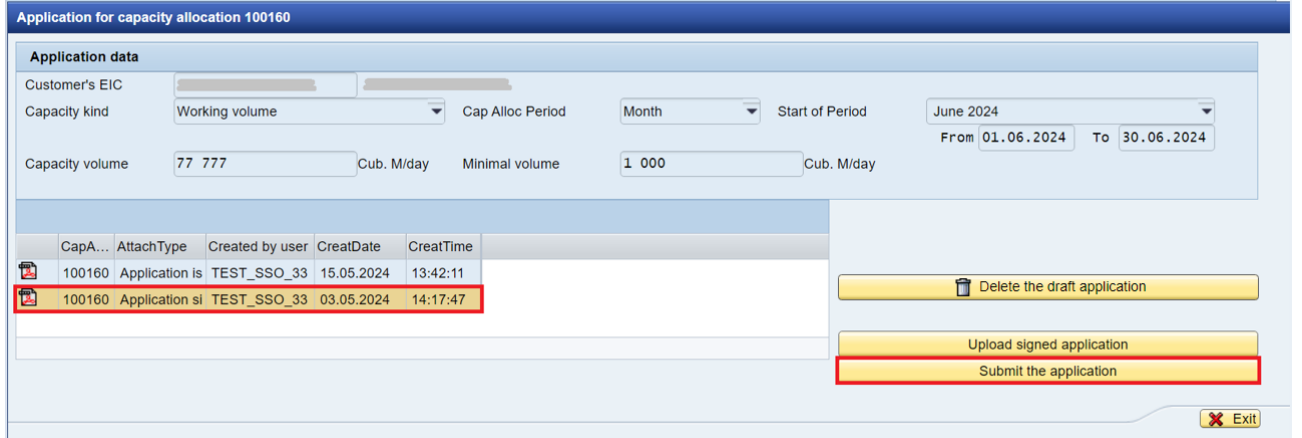 Application for capacity allocation 100160
Application data
Customer's EIC
Capacity kind Working volume Cap Alloc Period Month Start of Period June 2024
From 01.06.2024 To 30.06.2024
Capacity volume 77 777 Cub. M/day Minimal volume 1 000 Cub. M/day
CapA... AttachType Created by user CreatDate CreatTime
100160 Application is TEST_SSO_33 15.05.2024 13:42:11
100160 Application si TEST_SSO_33 03.05.2024 14:17:47
Delete the draft application
Upload signed application
Submit the application
Exit